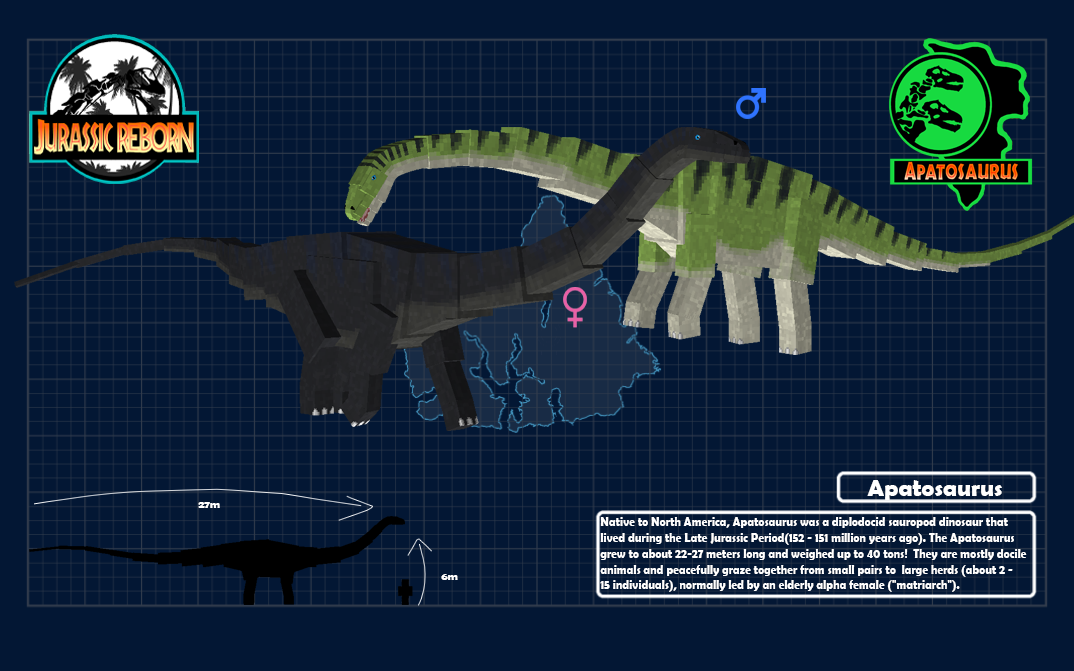 JURASSIC REBORN
APATOSAURUS
27m
6m
Apatosaurus
Native to North America, Apatosaurus was a diplodocid sauropod dinosaur that
lived during the Late Jurassic Period(152 - 151 million years ago). The Apatosaurus
grew to about 22-27 meters long and weighed up to 40 tons!  They are mostly docile
animals and peacefully graze together from small pairs to  large herds (about 2 -
15 individuals), normally led by an elderly alpha female ("matriarch").